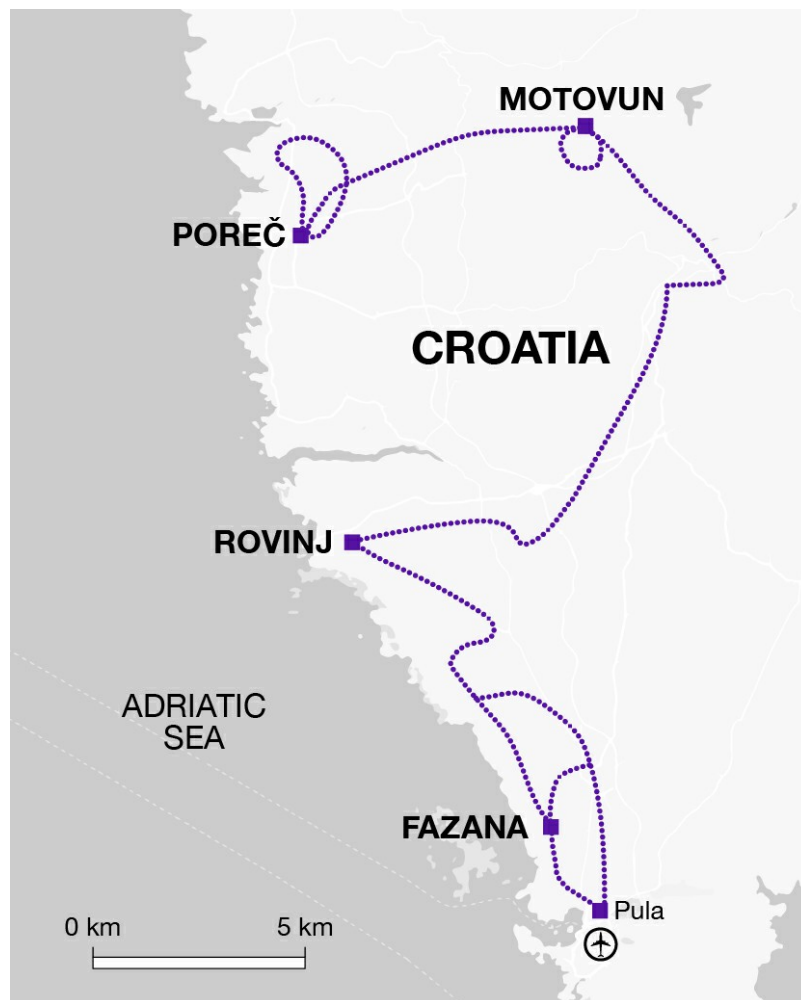 MOTOVUN
POREČ
CROATIA
ROVINJ
ADRIATIC
SEA
FAZANA
Pula
0 km 5 km